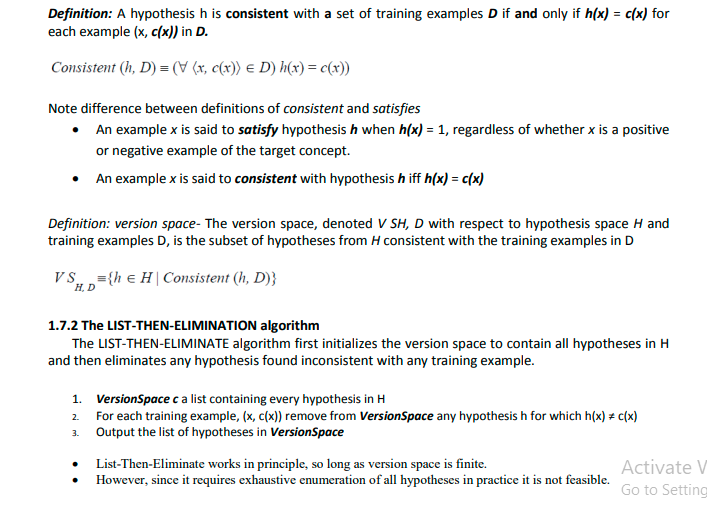 Definition: A hypothesis h is consistent with a set of training examples D if and only if h(x) = c(x) for
each example (x, c(x)) in D.
Consistent (h, D) ≡ (∀ ⟨x, c(x)⟩ ∈ D) h(x) = c(x))
Note difference between definitions of consistent and satisfies
• An example x is said to satisfy hypothesis h when h(x) = 1, regardless of whether x is a positive
or negative example of the target concept.
• An example x is said to consistent with hypothesis h iff h(x) = c(x)
Definition: version space- The version space, denoted V SH, D with respect to hypothesis space H and
training examples D, is the subset of hypotheses from H consistent with the training examples in D
V S H, D ≡{h ∈ H | Consistent (h, D)}
1.7.2 The LIST-THEN-ELIMINATION algorithm
The LIST-THEN-ELIMINATE algorithm first initializes the version space to contain all hypotheses in H
and then eliminates any hypothesis found inconsistent with any training example.
1. VersionSpace c a list containing every hypothesis in H
2. For each training example, (x, c(x)) remove from VersionSpace any hypothesis h for which h(x) ≠ c(x)
3. Output the list of hypotheses in VersionSpace
• List-Then-Eliminate works in principle, so long as version space is finite.
• However, since it requires exhaustive enumeration of all hypotheses in practice it is not feasible.
Activate
Go to Setting